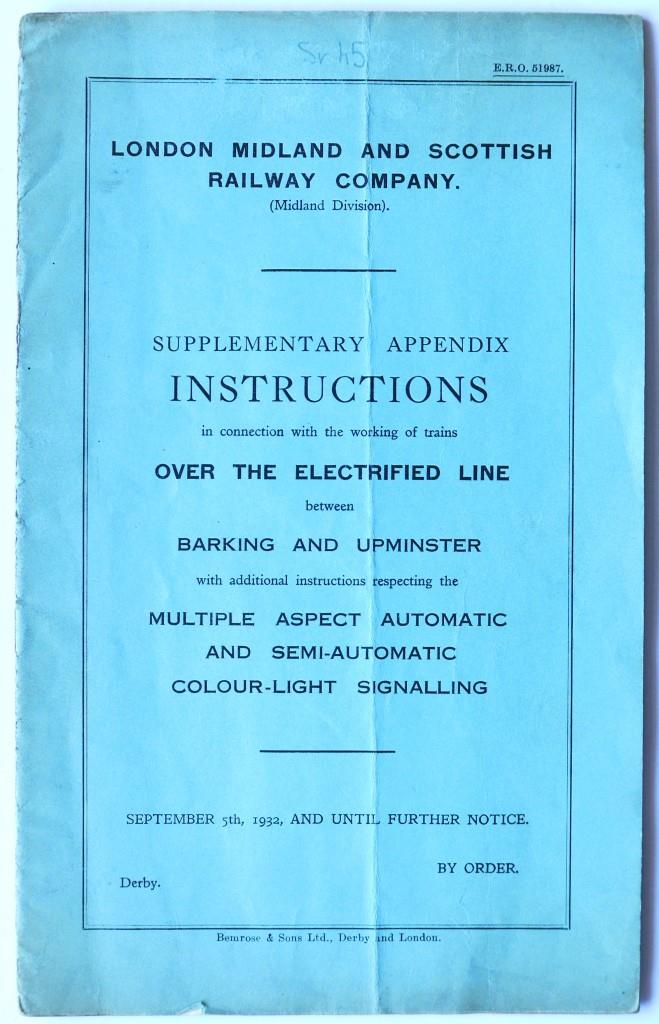 E.R.O. 51987.
LONDON MIDLAND AND SCOTTISH
RAILWAY COMPANY.
(Midland Division).
SUPPLEMENTARY APPENDIX
INSTRUCTIONS
in connection with the working of trains
OVER THE ELECTRIFIED LINE
between
BARKING AND UPMINSTER
with additional instructions respecting the
MULTIPLE ASPECT AUTOMATIC
AND SEMI-AUTOMATIC
COLOUR-LIGHT SIGNALLING
SEPTEMBER 5th, 1932, AND UNTIL FURTHER NOTICE.
BY ORDER.
Derby.
Bemrose & Sons Ltd., Derby and London.